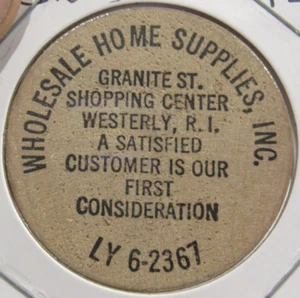 WHOLESALE HOME SUPPLIES, INC.
GRANITE ST.
SHOPPING CENTER
WESTERLY, R.I.
A SATISFIED
CUSTOMER IS OUR
FIRST
CONSIDERATION
LY 6-2367